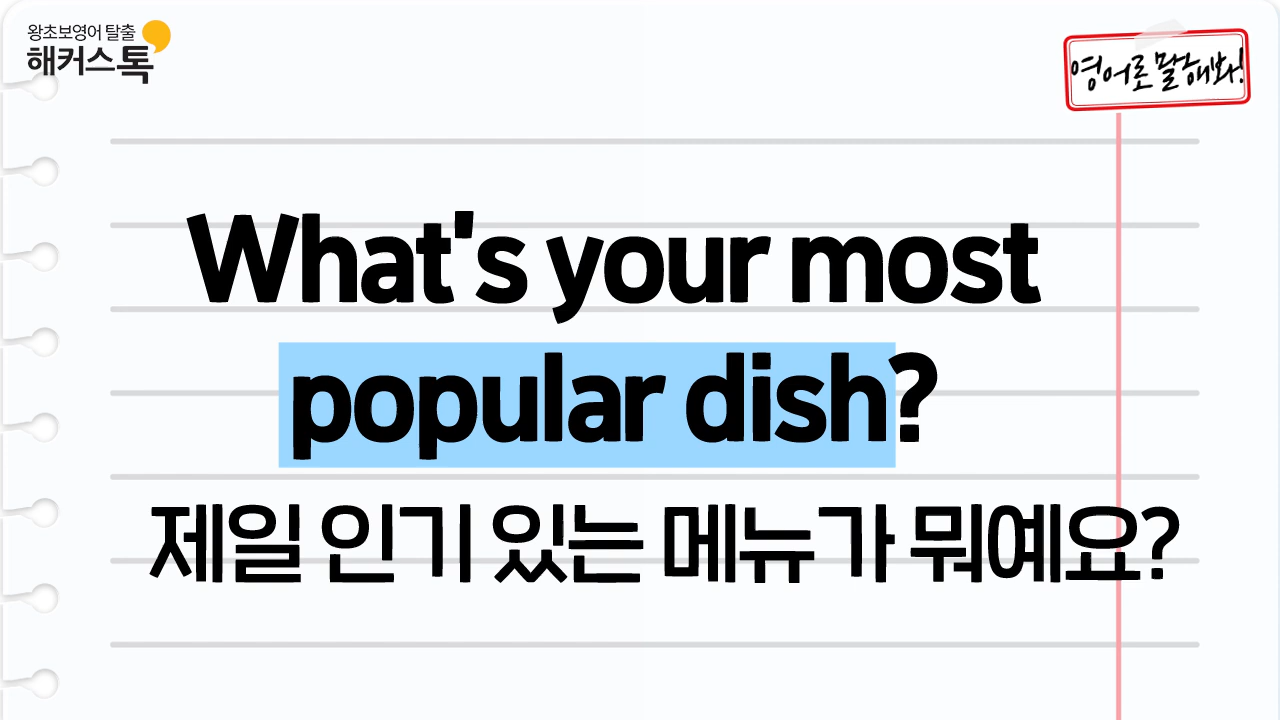 왕초보영어 탈출
해커스톡
영어로 말해봐!
What's your most
popular dish?
제일 인기 있는 메뉴가 뭐예요?